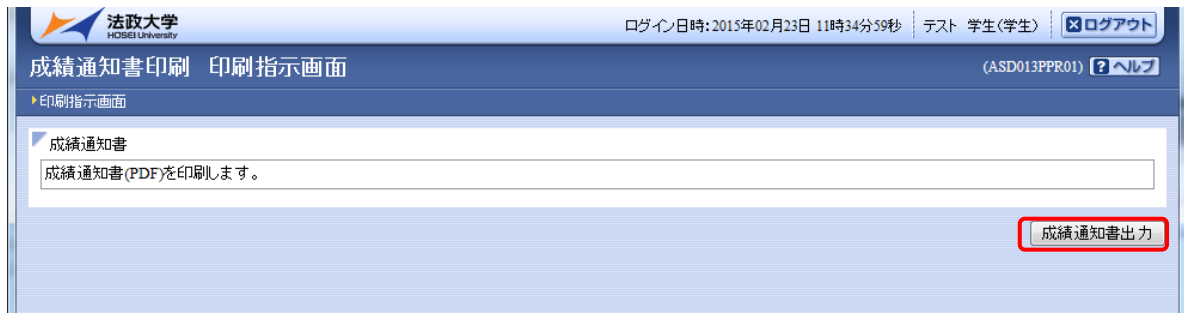 法政大学
HOSEI University
ログイン日時:2015年02月23日 11時34分59秒 テスト 学生(学生) ログアウト
成績通知書印刷 印刷指示画面
(ASD013PPR01) ? ヘルプ
印刷指示画面
成績通知書
成績通知書(PDF)を印刷します。
成績通知書出力